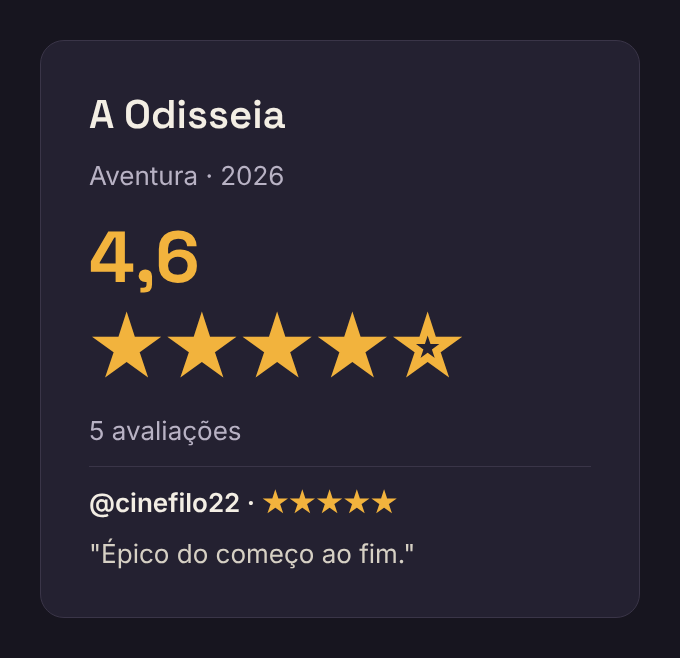 A Odisseia
Aventura · 2026
4,6
★★★★⯪
5 avaliações
@cinefilo22 · ★★★★★
"Épico do começo ao fim."